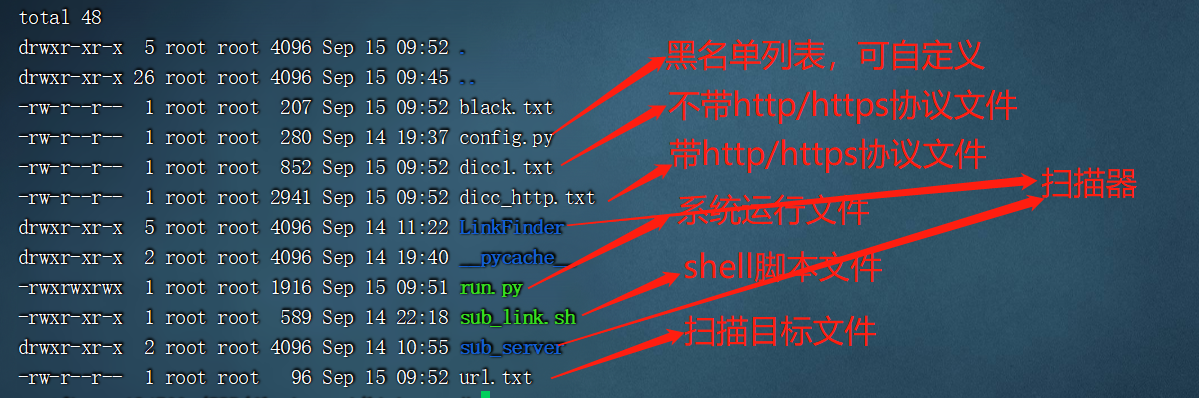 total 48
drwxr-xr-x  5 root root 4096 Sep 15 09:52 .
drwxr-xr-x 26 root root 4096 Sep 15 09:45 ..
黑名单列表，可自定义
-rw-r--r--  1 root root  207 Sep 15 09:52 black.txt
不带http/https协议文件
-rw-r--r--  1 root root  280 Sep 14 19:37 config.py
带http/https协议文件
-rw-r--r--  1 root root  852 Sep 15 09:52 dicc1.txt
扫描器
-rw-r--r--  1 root root 2941 Sep 15 09:52 dicc_http.txt
系统运行文件
drwxr-xr-x  5 root root 4096 Sep 14 11:22 LinkFinder
drwxr-xr-x  2 root root 4096 Sep 14 19:40 __pycache__
shell脚本文件
-rwxrwxrwx  1 root root 1916 Sep 15 09:51 run.py
-rwxr-xr-x  1 root root  589 Sep 14 22:18 sub_link.sh
扫描目标文件
drwxr-xr-x  2 root root 4096 Sep 14 10:55 sub_server
-rw-r--r--  1 root root   96 Sep 15 09:52 url.txt